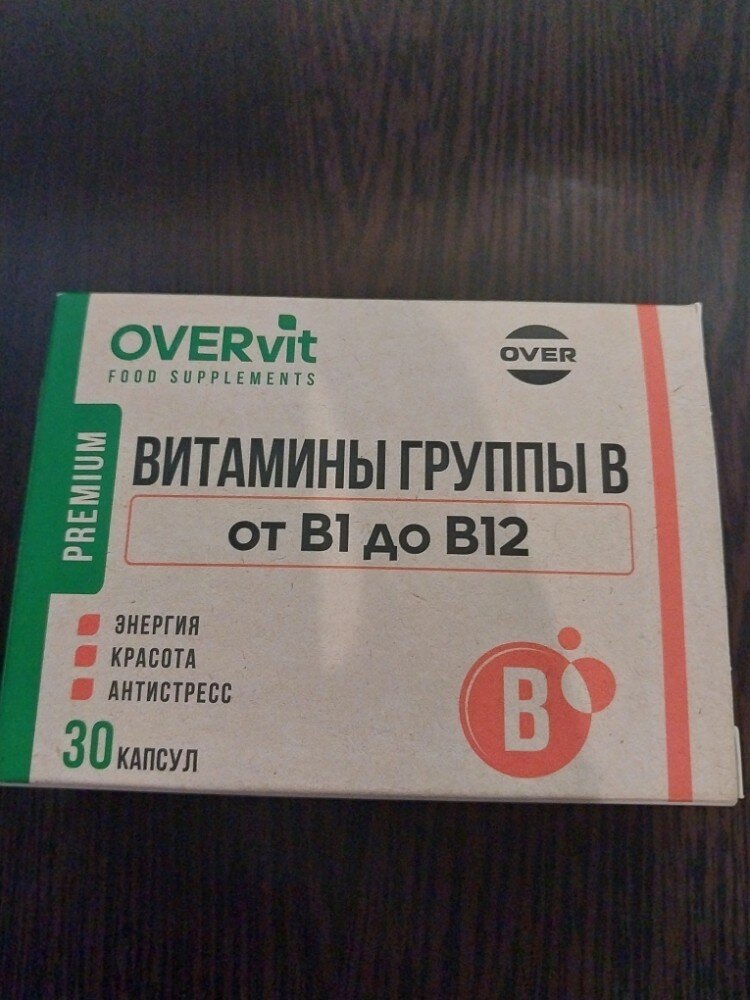 OVERvit
FOOD SUPPLEMENTS
OVER
PREMIUM
ВИТАМИНЫ ГРУППЫ В
от В1 до В12
ЭНЕРГИЯ
КРАСОТА
АНТИСТРЕСС
30 КАПСУЛ
B